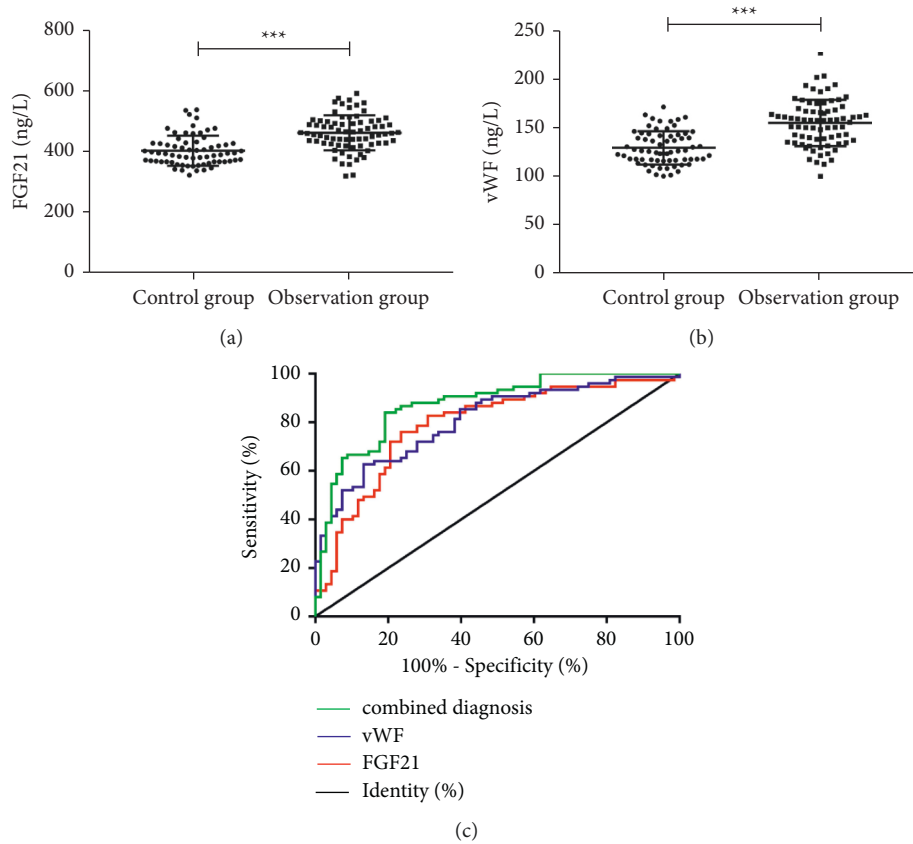 ***
800
600
400
200
0
FGF21 (ng/L)
Control group Observation group
(a)
***
250
200
150
100
50
0
vWF (ng/L)
Control group Observation group
(b)
100
80
60
40
20
0
Sensitivity (%)
0 20 40 60 80 100
100% - Specificity (%)
combined diagnosis
vWF
FGF21
Identity (%)
(c)